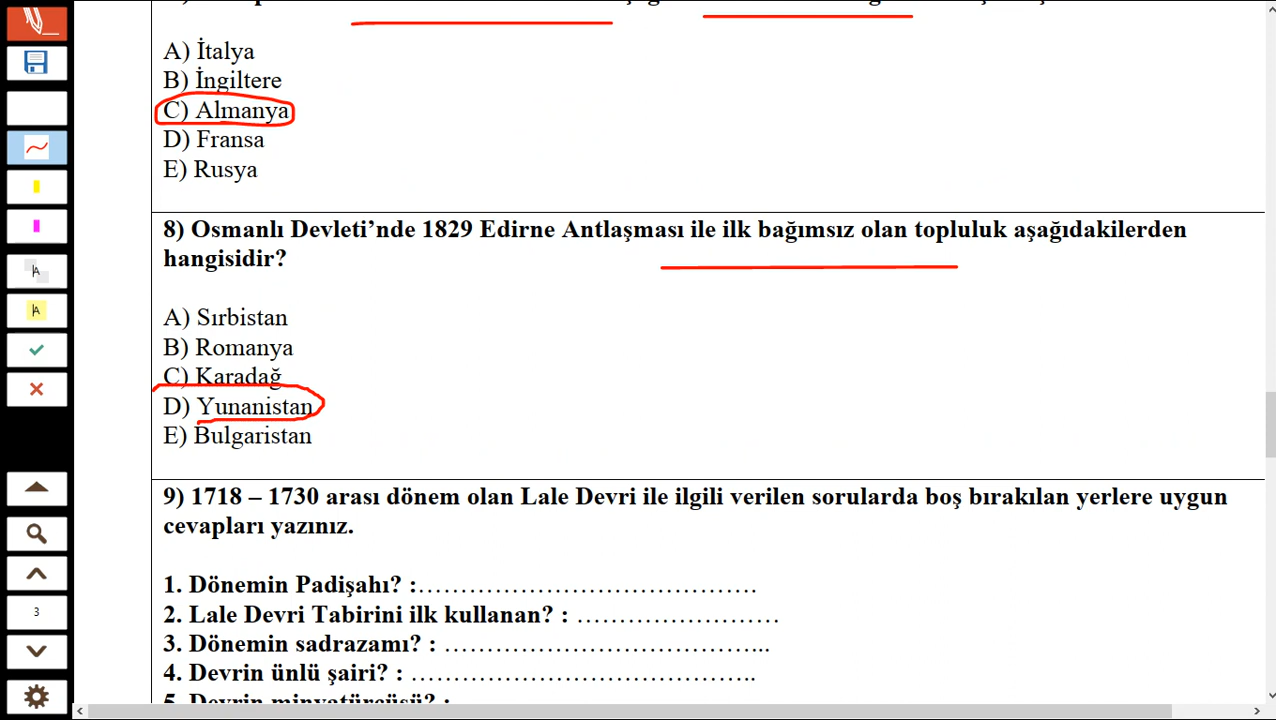 A) İtalya
B) İngiltere
C) Almanya
D) Fransa
E) Rusya
8) Osmanlı Devleti’nde 1829 Edirne Antlaşması ile ilk bağımsız olan topluluk aşağıdakilerden
hangisidir?
A) Sırbistan
B) Romanya
C) Karadağ
D) Yunanistan
E) Bulgaristan
9) 1718 – 1730 arası dönem olan Lale Devri ile ilgili verilen sorularda boş bırakılan yerlere uygun
cevapları yazınız.
1. Dönemin Padişahı? :………………………………….
2. Lale Devri Tabirini ilk kullanan? : ……………………
3. Dönemin sadrazamı? : …………………………………...
4. Devrin ünlü şairi? : …………………………………..
5. Devrin minyatürcüsü? :
A
A
3